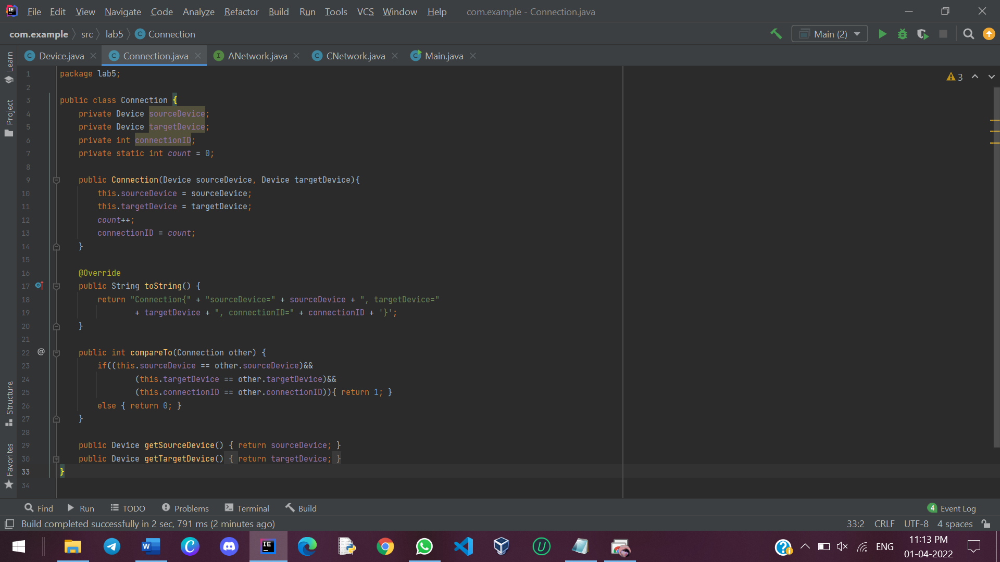 File Edit View Navigate Code Analyze Refactor Build Run Tools VCS Window Help com.example - Connection.java
com.example src lab5 Connection Main (2)
Device.java Connection.java ANetwork.java CNetwork.java Main.java
Learn
Project
Structure
Favorites
3
1 package lab5;
2
3 public class Connection {
4 private Device sourceDevice;
5 private Device targetDevice;
6 private int connectionID;
7 private static int count = 0;
8
9 public Connection(Device sourceDevice, Device targetDevice){
10 this.sourceDevice = sourceDevice;
11 this.targetDevice = targetDevice;
12 count++;
13 connectionID = count;
14 }
15
16 @Override
17 public String toString() {
18 return "Connection{" + "sourceDevice=" + sourceDevice + ", targetDevice="
19 + targetDevice + ", connectionID=" + connectionID + '}';
20 }
21
22 @ public int compareTo(Connection other) {
23 if((this.sourceDevice == other.sourceDevice)&&
24 (this.targetDevice == other.targetDevice)&&
25 (this.connectionID == other.connectionID)){ return 1; }
26 else { return 0; }
27 }
28
29 public Device getSourceDevice() { return sourceDevice; }
30 public Device getTargetDevice() { return targetDevice; }
33 }
34
Find Run TODO Problems Terminal Build 4 Event Log
Build completed successfully in 2 sec, 791 ms (2 minutes ago) 33:2 CRLF UTF-8 4 spaces
ENG 11:13 PM
01-04-2022